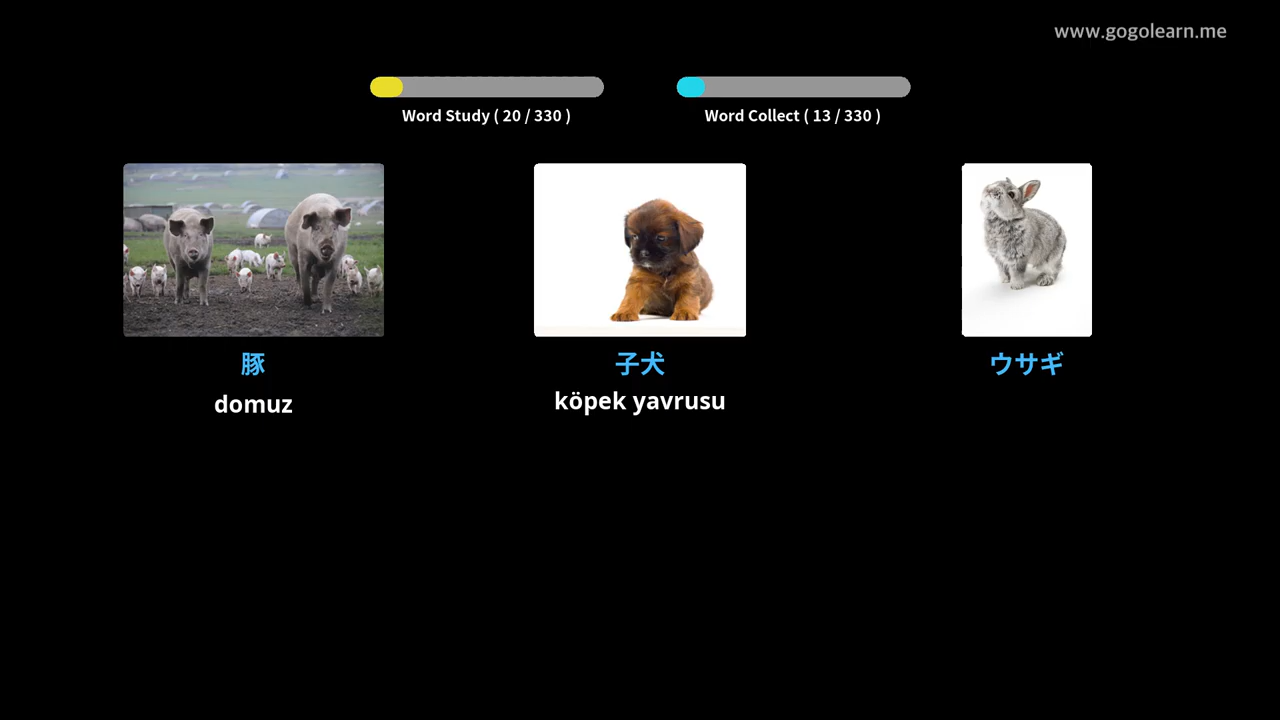 www.gogolearn.me
Word Study ( 20 / 330 )
Word Collect ( 13 / 330 )
豚
子犬
ウサギ
domuz
köpek yavrusu